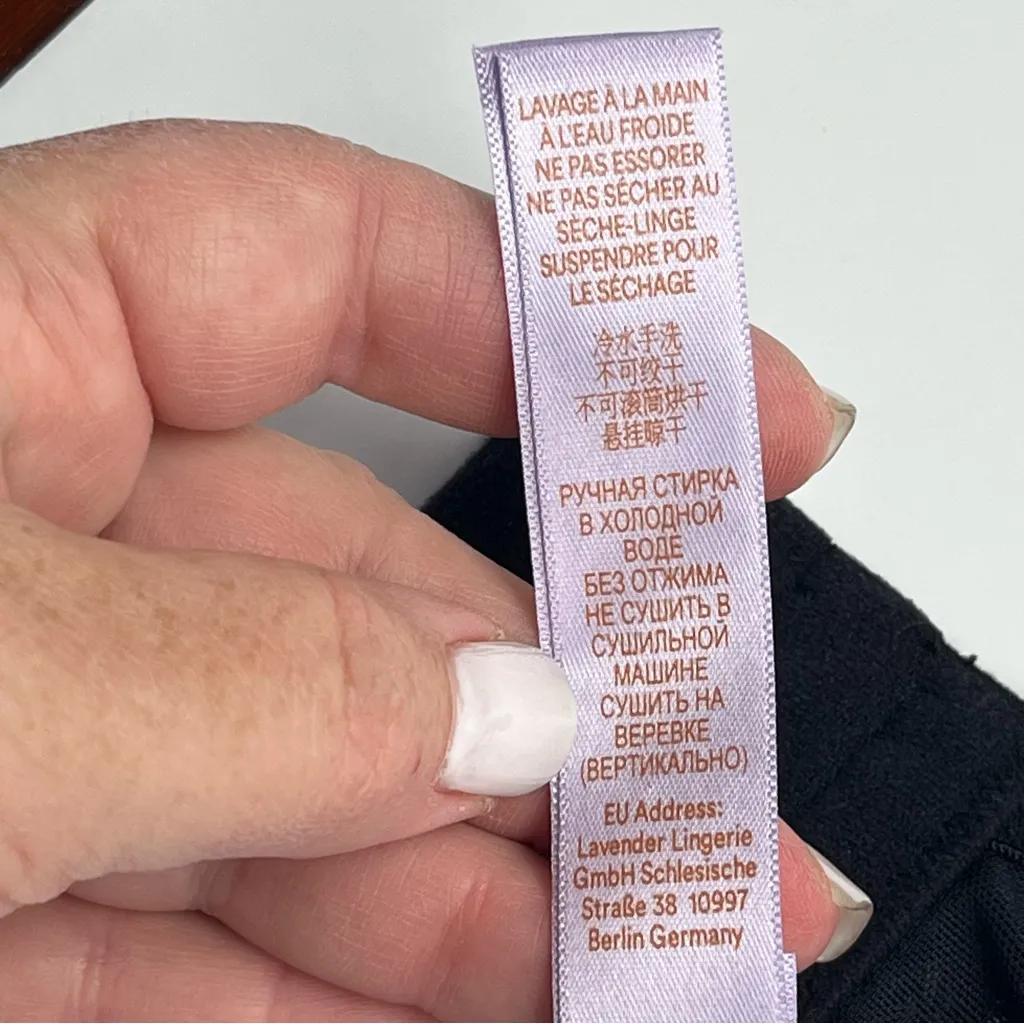 LAVAGE À LA MAIN
À L'EAU FROIDE
NE PAS ESSORER
NE PAS SÉCHER AU
SECHE-LINGE
SUSPENDRE POUR
LE SÉCHAGE
冷水手洗
不可绞干
不可滚筒烘干
悬挂晾干
РУЧНАЯ СТИРКА
В ХОЛОДНОЙ
ВОДЕ
БЕЗ ОТЖИМА
НЕ СУШИТЬ В
СУШИЛЬНОЙ
МАШИНЕ
СУШИТЬ НА
ВЕРЕВКЕ
(ВЕРТИКАЛЬНО)
EU Address:
Lavender Lingerie
GmbH Schlesische
Straße 38 10997
Berlin Germany